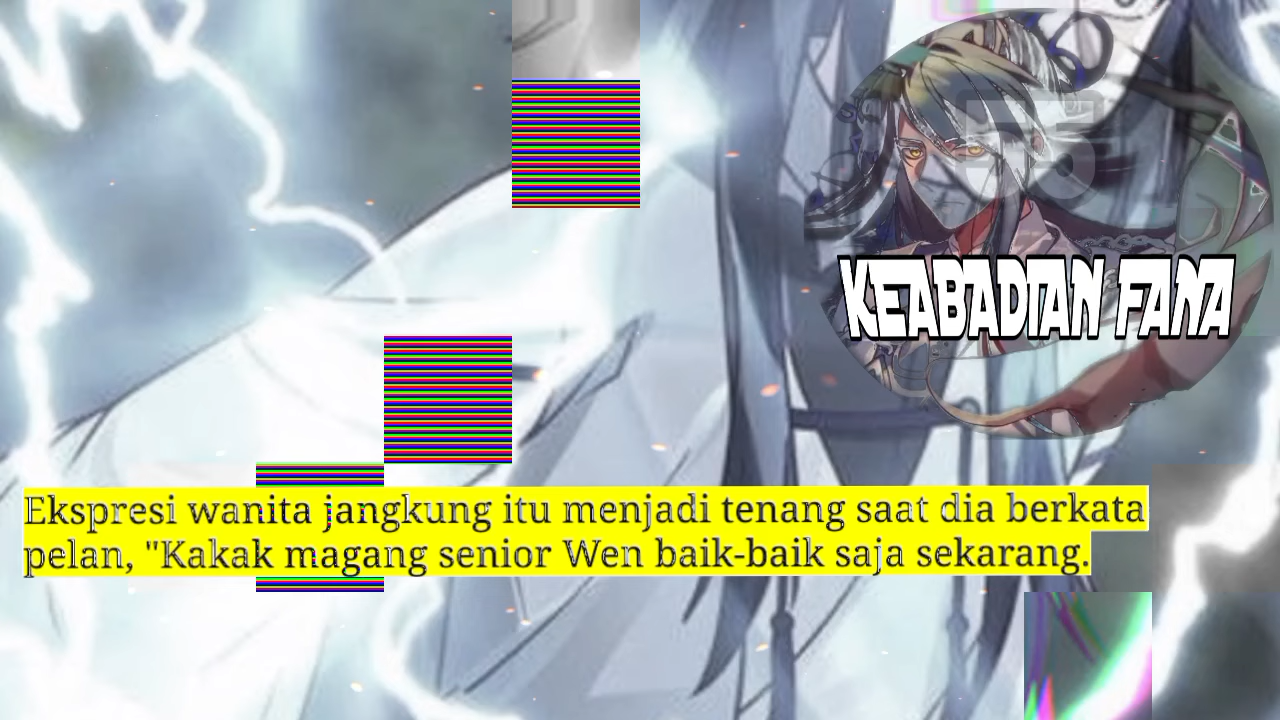 KEABADIAN FANA
Ekspresi wanita jangkung itu menjadi tenang saat dia berkata
pelan, "Kakak magang senior Wen baik-baik saja sekarang.